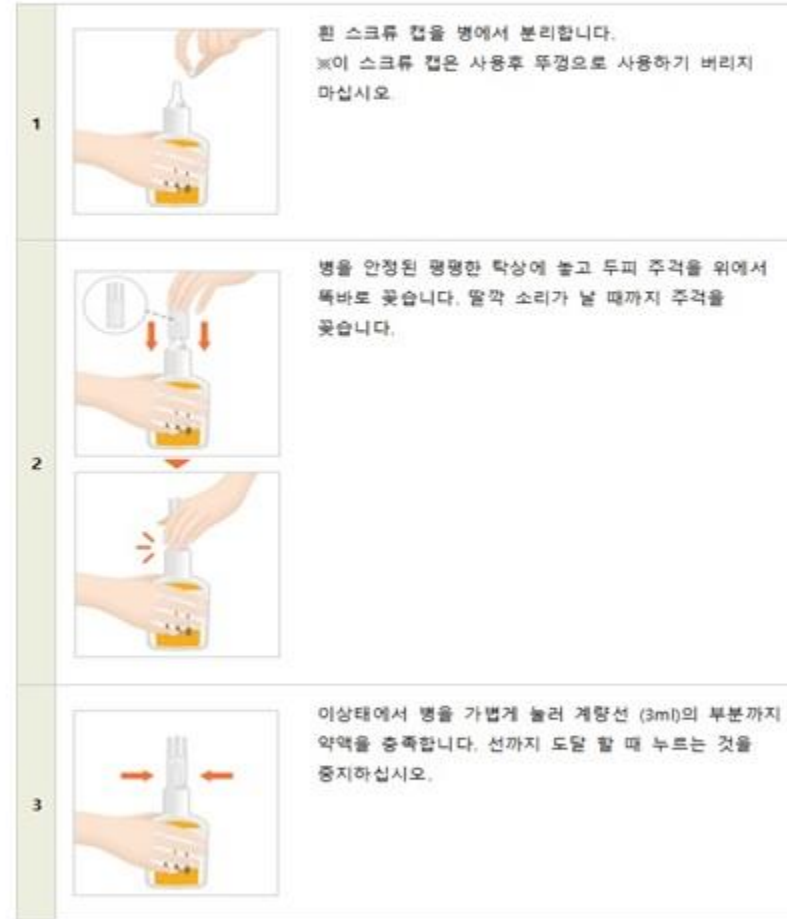 1
흰 스크류 캡을 병에서 분리합니다.
※이 스크류 캡은 사용후 뚜껑으로 사용하기 버리지
마십시오.
2
병을 안정된 평평한 탁상에 놓고 두피 주걱을 위에서
똑바로 꽂습니다. 딸깍 소리가 날 때까지 주걱을
꽂습니다.
3
이상태에서 병을 가볍게 눌러 계량선 (3ml)의 부분까지
약액을 충족합니다. 선까지 도달 할 때 누르는 것을
중지하십시오.